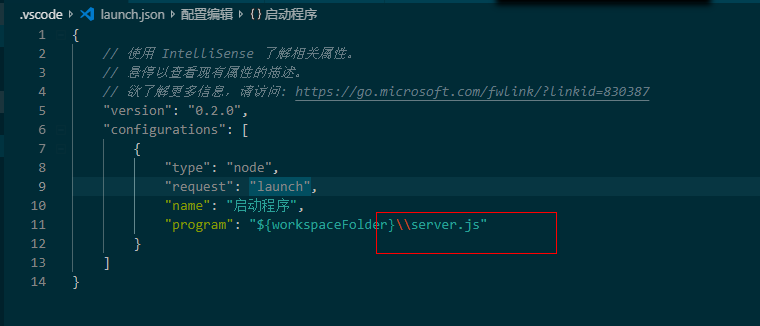 .vscode > launch.json > 配置编辑 > {} 启动程序
1 {
2 // 使用 IntelliSense 了解相关属性。
3 // 悬停以查看现有属性的描述。
4 // 欲了解更多信息，请访问: https://go.microsoft.com/fwlink/?linkid=830387
5 "version": "0.2.0",
6 "configurations": [
7 {
8 "type": "node",
9 "request": "launch",
10 "name": "启动程序",
11 "program": "${workspaceFolder}\\server.js"
12 }
13 ]
14 }